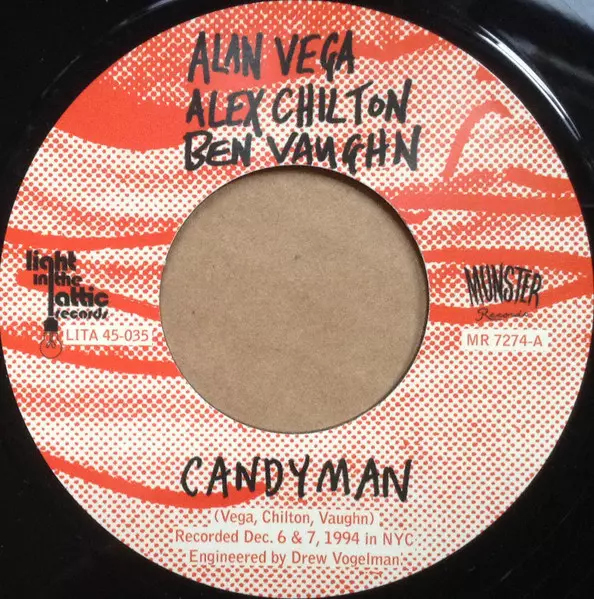 ALAN VEGA
ALEX CHILTON
BEN VAUGHN
light
in the
attic
records
LITA 45-035
MUNSTER
Records
MR 7274-A
CANDYMAN
(Vega, Chilton, Vaughn)
Recorded Dec. 6 & 7, 1994 in NYC
Engineered by Drew Vogelman